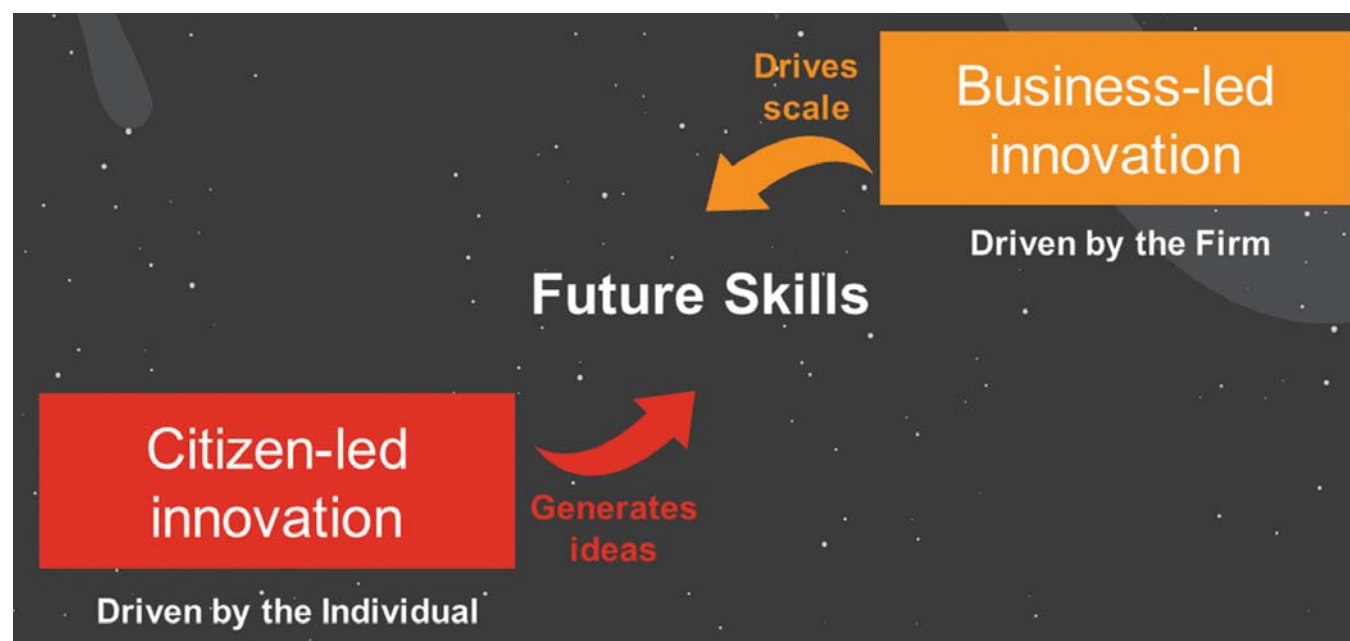 Drives
scale
Business-led
innovation
Driven by the Firm
Future Skills
Citizen-led
innovation
Generates
ideas
Driven by the Individual